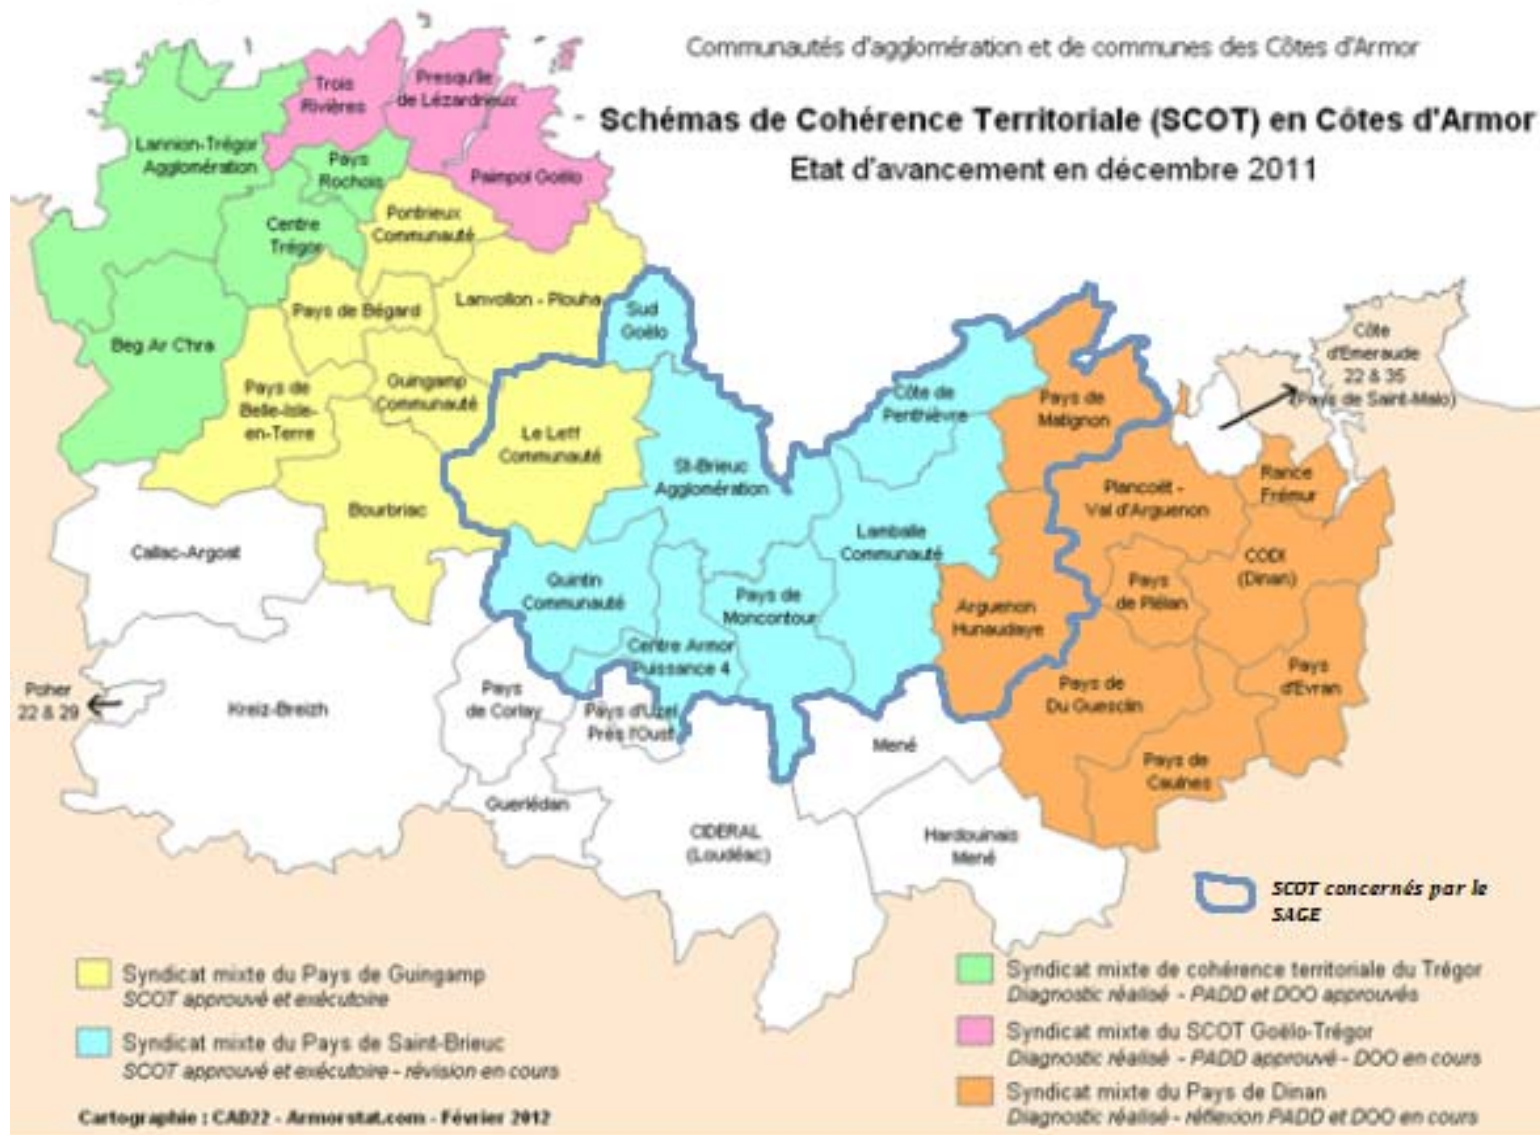 Communautés d'agglomération et de communes des Côtes d'Armor
Schémas de Cohérence Territoriale (SCOT) en Côtes d'Armor
Etat d'avancement en décembre 2011
Trois
Rivières
Presqu'île
de Lézardrieux
Lannion-Trégor
Agglomération
Pays
Rochois
Paimpol Goëlo
Pontrieux
Communauté
Centre
Trégor
Lanvollon - Plouha
Pays de Bégard
Sud
Goëlo
Beg Ar C'hra
Côte
d'Emeraude
22 & 35
(Pays de Saint-Malo)
Guingamp
Communauté
Pays de
Belle-Isle-
en-Terre
Côte de
Penthièvre
Pays de
Matignon
Le Leff
Communauté
St-Brieuc
Agglomération
Rance
Frémur
Plancoët -
Val d'Arguenon
Bourbriac
Lamballe
Communauté
Callac-Argoat
CODI
(Dinan)
Quintin
Communauté
Pays de
Moncontour
Pays
de Plélan
Arguenon
Hunaudaye
Centre Armor
Puissance 4
Pays
d'Evran
Poher
22 & 29
Kreiz-Breizh
Pays
de Corlay
Pays d'Uzel
Près l'Oust
Pays de
Du Guesclin
Mené
Pays de
Caulnes
Guerlédan
CIDERAL
(Loudéac)
Hardouinais
Mené
SCOT concernés par le
SAGE
Syndicat mixte du Pays de Guingamp
SCOT approuvé et exécutoire
Syndicat mixte du Pays de Saint-Brieuc
SCOT approuvé et exécutoire - révision en cours
Cartographie : CAD22 - Armorstat.com - Février 2012
Syndicat mixte de cohérence territoriale du Trégor
Diagnostic réalisé - PADD et DOO approuvés
Syndicat mixte du SCOT Goëlo-Trégor
Diagnostic réalisé - PADD approuvé - DOO en cours
Syndicat mixte du Pays de Dinan
Diagnostic réalisé - réflexion PADD et DOO en cours